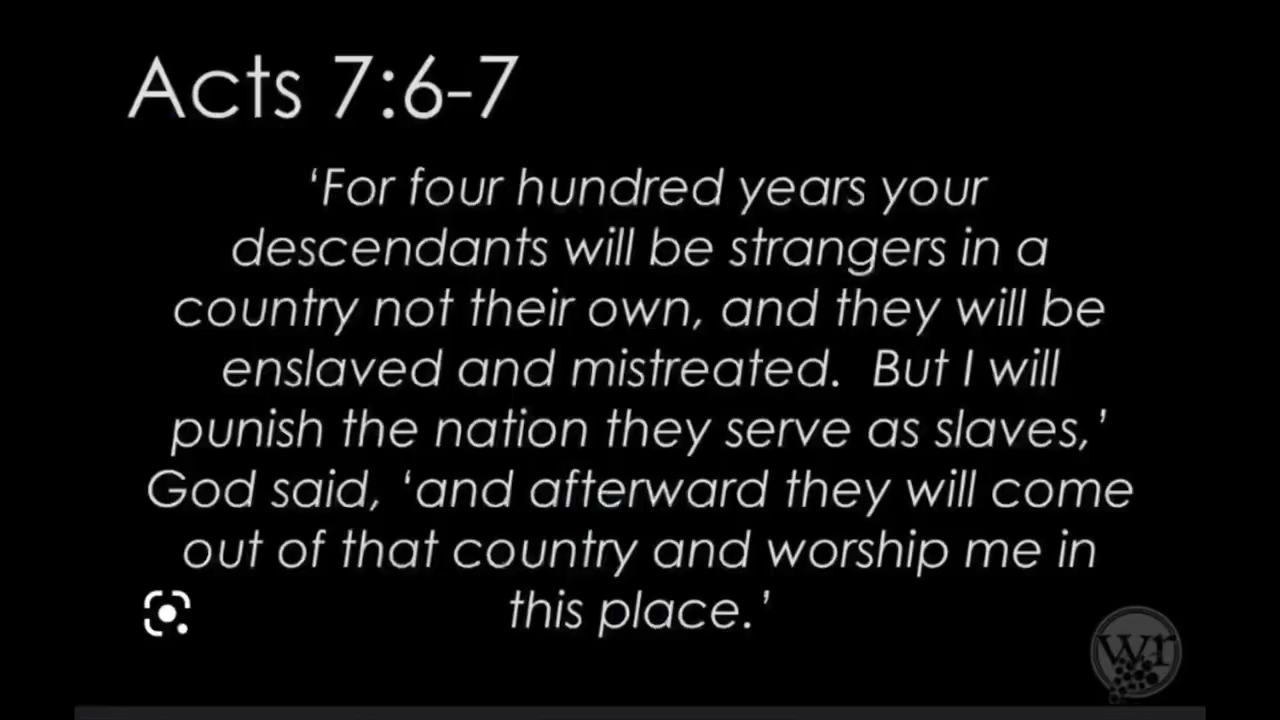 Acts 7:6-7
‘For four hundred years your
descendants will be strangers in a
country not their own, and they will be
enslaved and mistreated.  But I will
punish the nation they serve as slaves,’
God said, ‘and afterward they will come
out of that country and worship me in
this place.’
wr